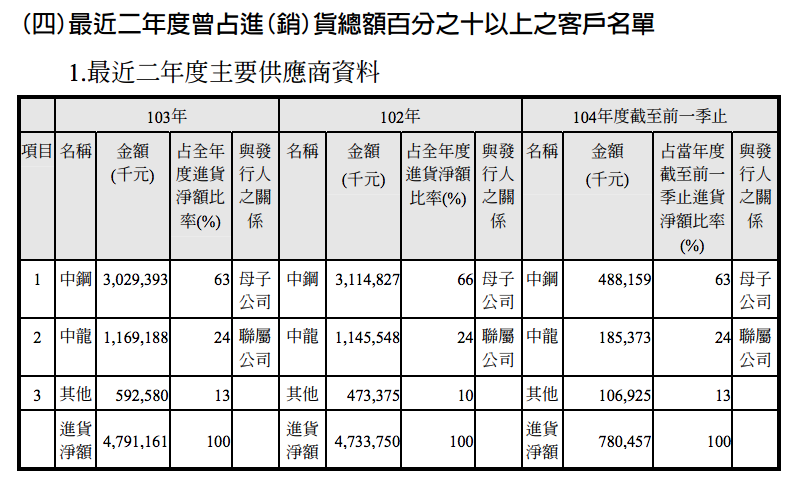 (四)最近二年度曾占進(銷)貨總額百分之十以上之客戶名單
1.最近二年度主要供應商資料
103年 102年 104年度截至前一季止
項目 名稱 金額(千元) 占全年度進貨淨額比率(%) 與發行人之關係 名稱 金額(千元) 占全年度進貨淨額比率(%) 與發行人之關係 名稱 金額(千元) 占當年度截至前一季止進貨淨額比率(%) 與發行人之關係
1 中鋼 3,029,393 63 母子公司 中鋼 3,114,827 66 母子公司 中鋼 488,159 63 母子公司
2 中龍 1,169,188 24 聯屬公司 中龍 1,145,548 24 聯屬公司 中龍 185,373 24 聯屬公司
3 其他 592,580 13 其他 473,375 10 其他 106,925 13
進貨淨額 4,791,161 100 進貨淨額 4,733,750 100 進貨淨額 780,457 100